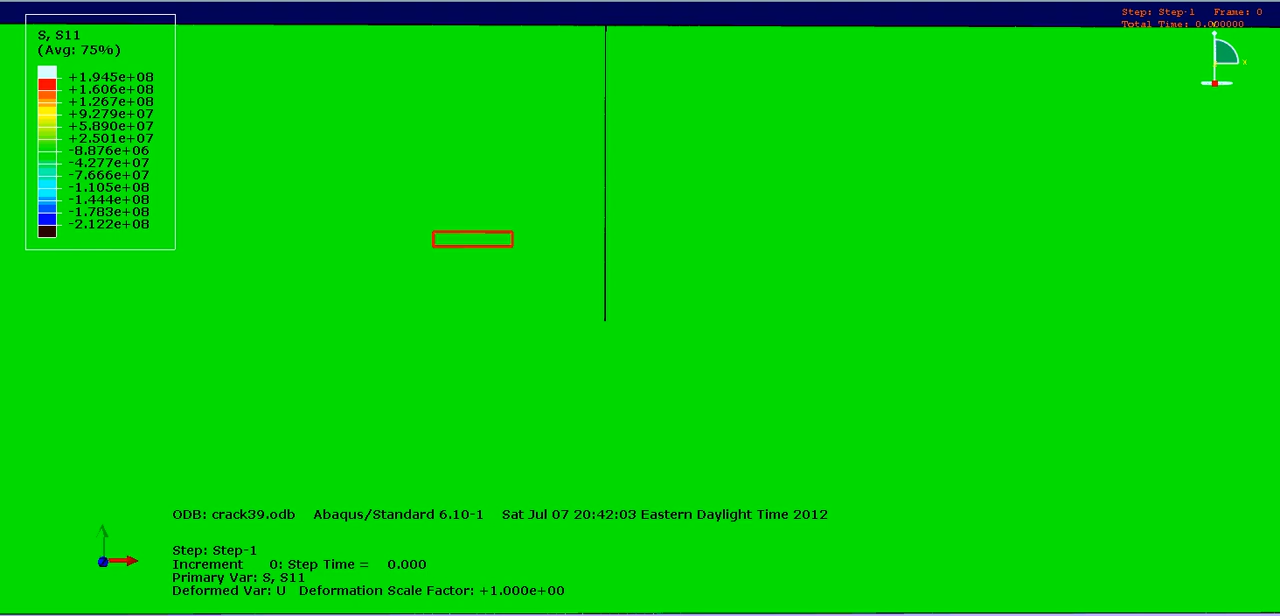 Step: Step-1 Frame: 0
Total Time: 0.000000
S, S11
(Avg: 75%)
+1.945e+08
+1.606e+08
+1.267e+08
+9.279e+07
+5.890e+07
+2.501e+07
-8.876e+06
-4.277e+07
-7.666e+07
-1.105e+08
-1.444e+08
-1.783e+08
-2.122e+08
Y
X
ODB: crack39.odb Abaqus/Standard 6.10-1 Sat Jul 07 20:42:03 Eastern Daylight Time 2012
Step: Step-1
Increment 0: Step Time = 0.000
Primary Var: S, S11
Deformed Var: U Deformation Scale Factor: +1.000e+00